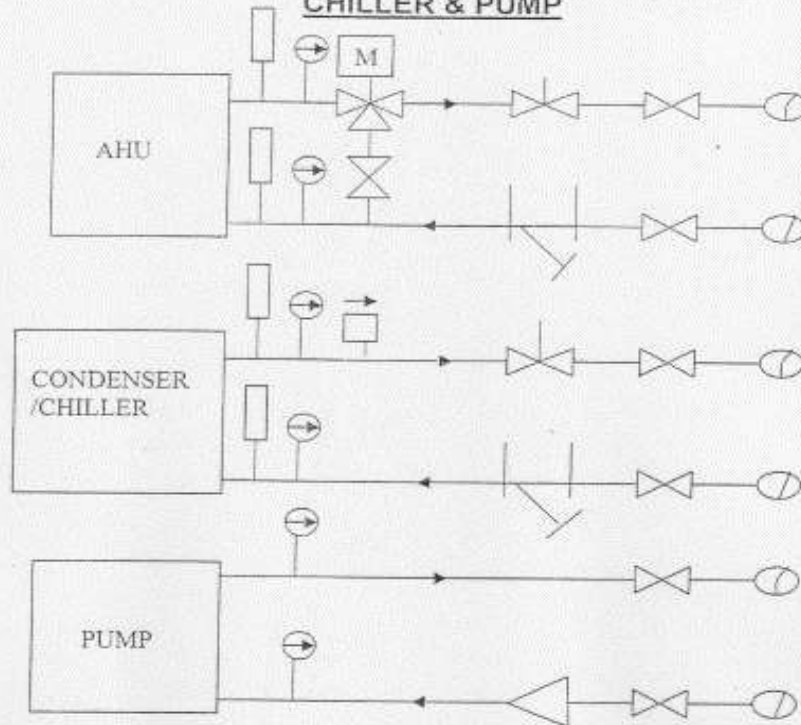 CHILLER & PUMP
M
AHU
CONDENSER
/CHILLER
PUMP